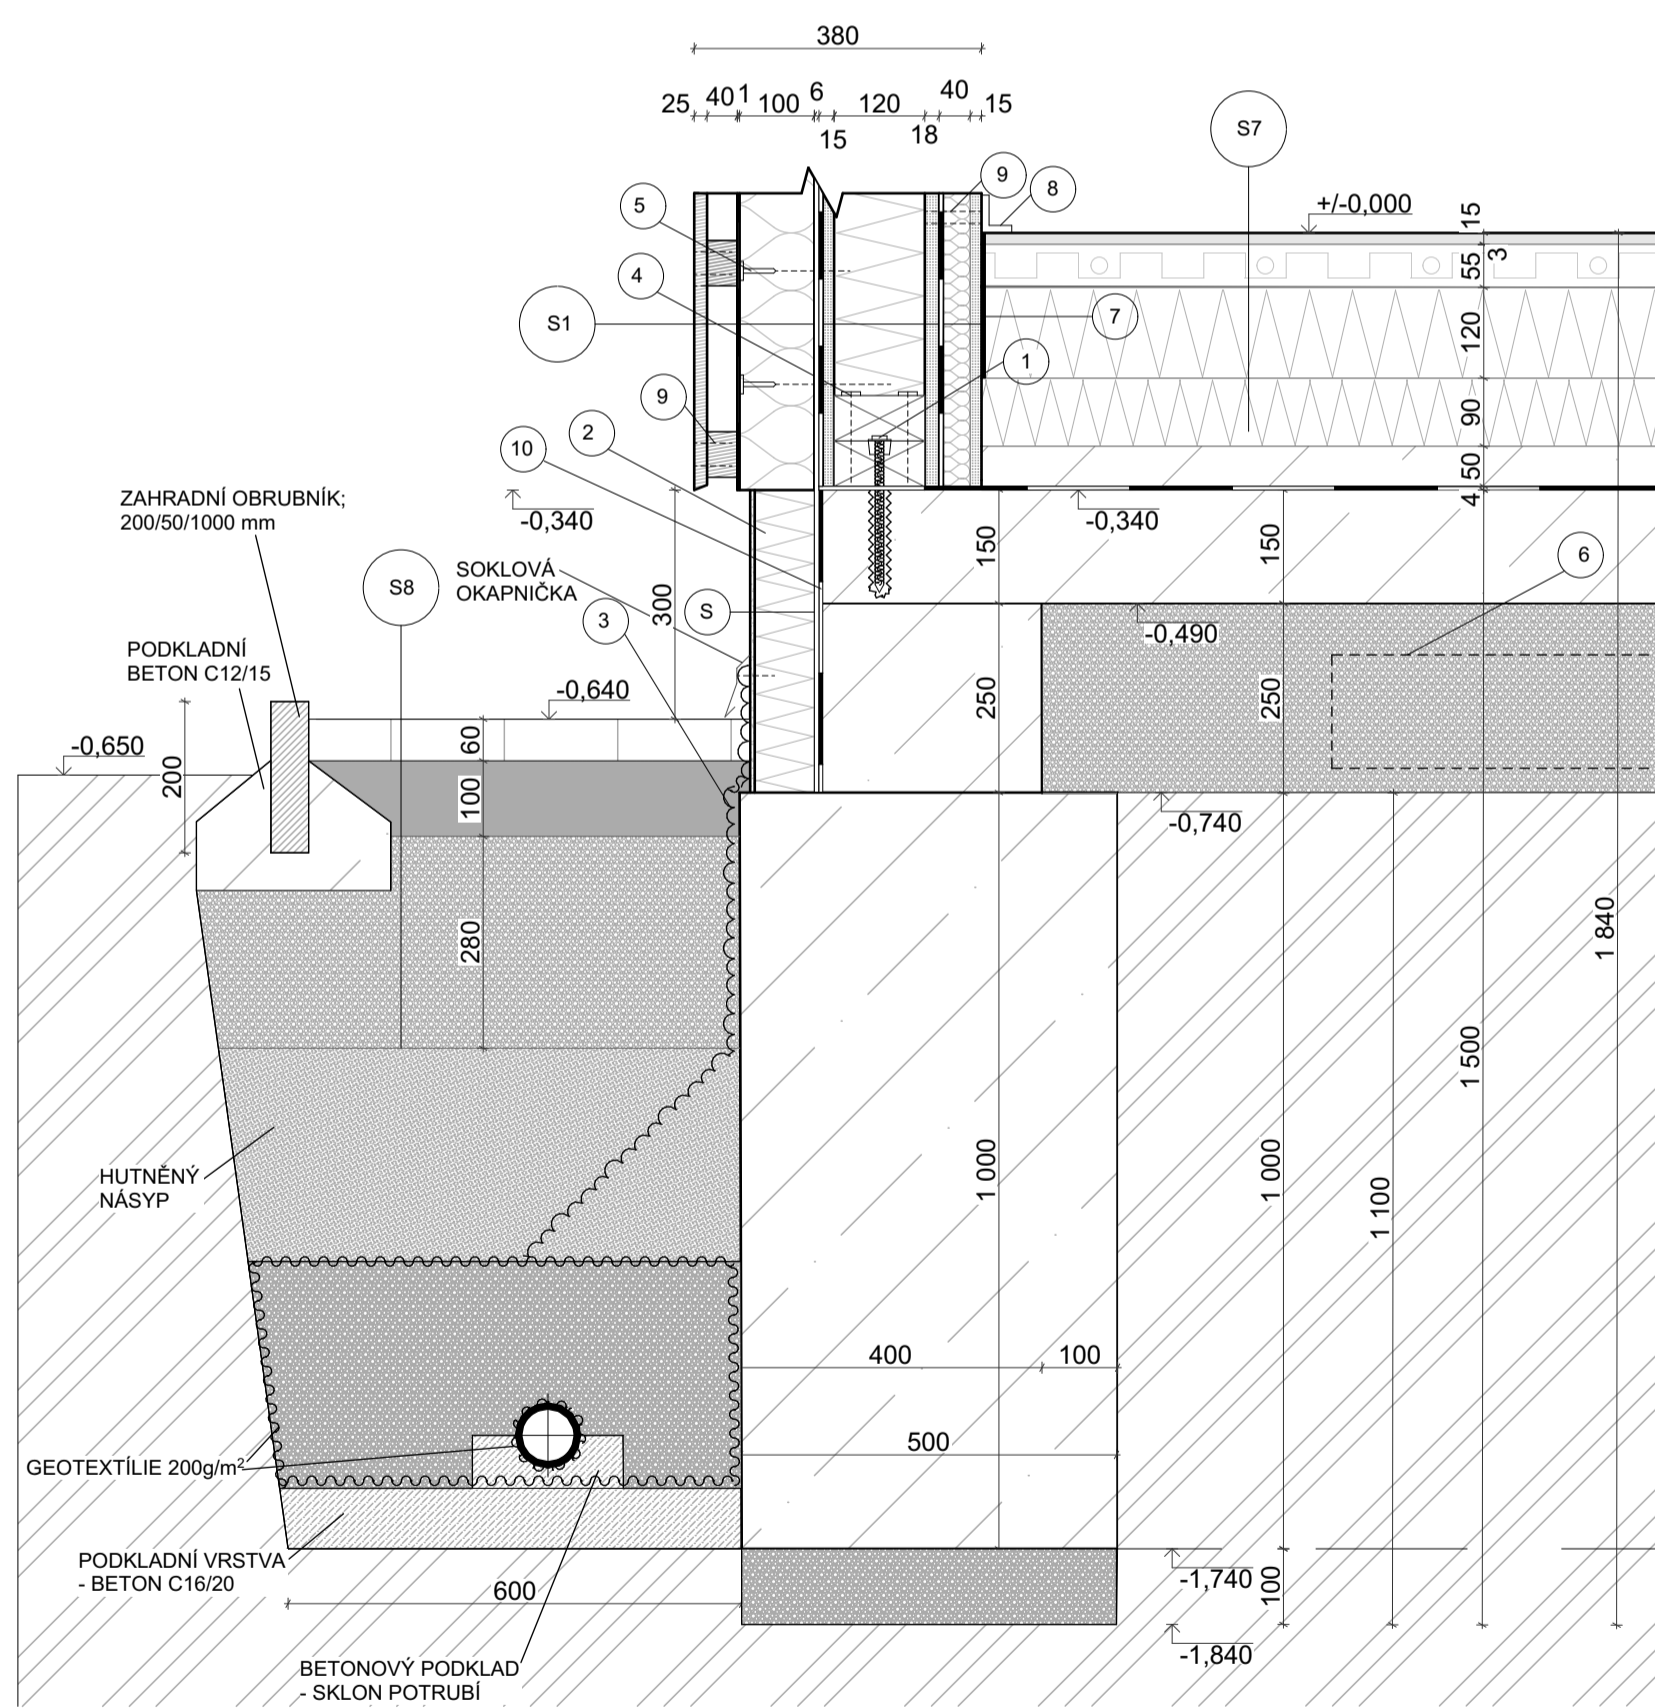 380
25 40 1 100 6 120 40 15
15 18
S7
9
8
5
+/-0,000
15
4
3
55
S1
7
120
1
9
2
90
10
50
ZAHRADNÍ OBRUBNÍK;
200/50/1000 mm
-0,340
-0,340
4
150
150
6
SOKLOVÁ
OKAPNIČKA
S8
300
S
3
-0,490
PODKLADNÍ
BETON C12/15
-0,640
250
250
-0,650
60
200
100
-0,740
280
1 840
1 500
HUTNĚNÝ
NÁSYP
1 000
1 000
1 100
400
100
500
GEOTEXTÍLIE 200g/m²
PODKLADNÍ VRSTVA
- BETON C16/20
600
-1,740
100
-1,840
BETONOVÝ PODKLAD
- SKLON POTRUBÍ